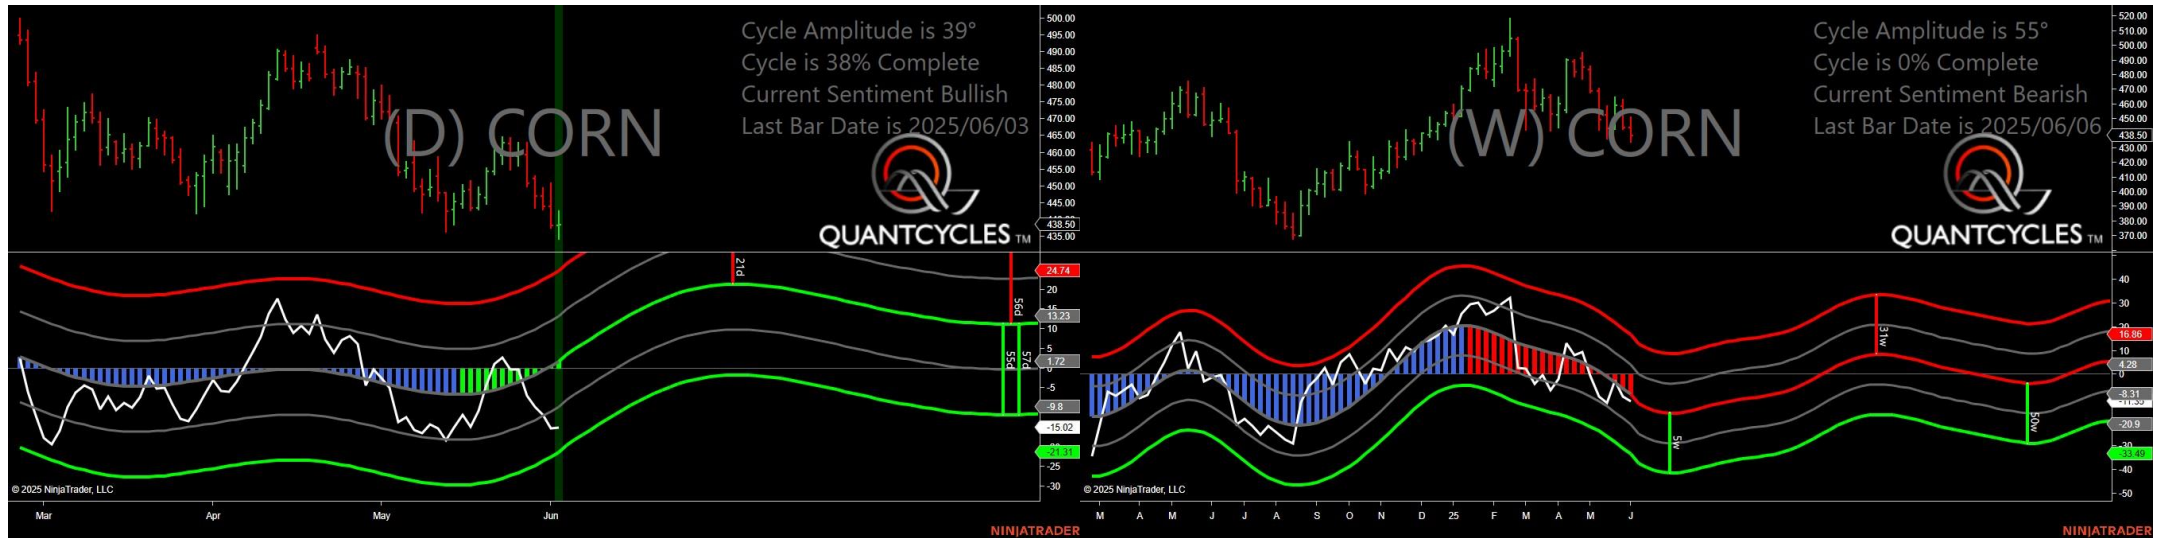 Cycle Amplitude is 39°
Cycle is 38% Complete
Current Sentiment Bullish
Last Bar Date is 2025/06/03
(D) CORN
QUANTCYCLES TM
500.00
495.00
490.00
485.00
480.00
475.00
470.00
465.00
460.00
455.00
450.00
445.00
438.50
435.00
21d
56d
55d
57d
24.74
20
15
13.23
10
5
1.72
0
-5
-9.8
-15.02
-21.31
-25
-30
© 2025 NinjaTrader, LLC
Mar
Apr
May
Jun
NINJATRADER
Cycle Amplitude is 55°
Cycle is 0% Complete
Current Sentiment Bearish
Last Bar Date is 2025/06/06
(W) CORN
QUANTCYCLES TM
520.00
510.00
500.00
490.00
480.00
470.00
460.00
450.00
438.50
430.00
420.00
410.00
400.00
390.00
380.00
370.00
31w
5w
50w
40
30
20
16.86
10
4.28
0
-8.31
-20.9
-30
-33.49
-40
-50
© 2025 NinjaTrader, LLC
M A M J J A S O N D 25 F M A M J
NINJATRADER